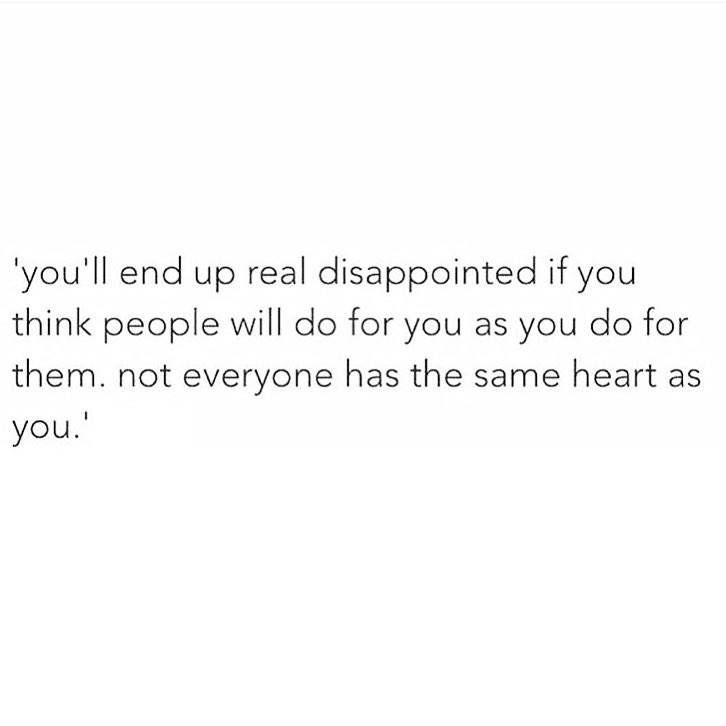 'you'll end up real disappointed if you
think people will do for you as you do for
them. not everyone has the same heart as
you.'